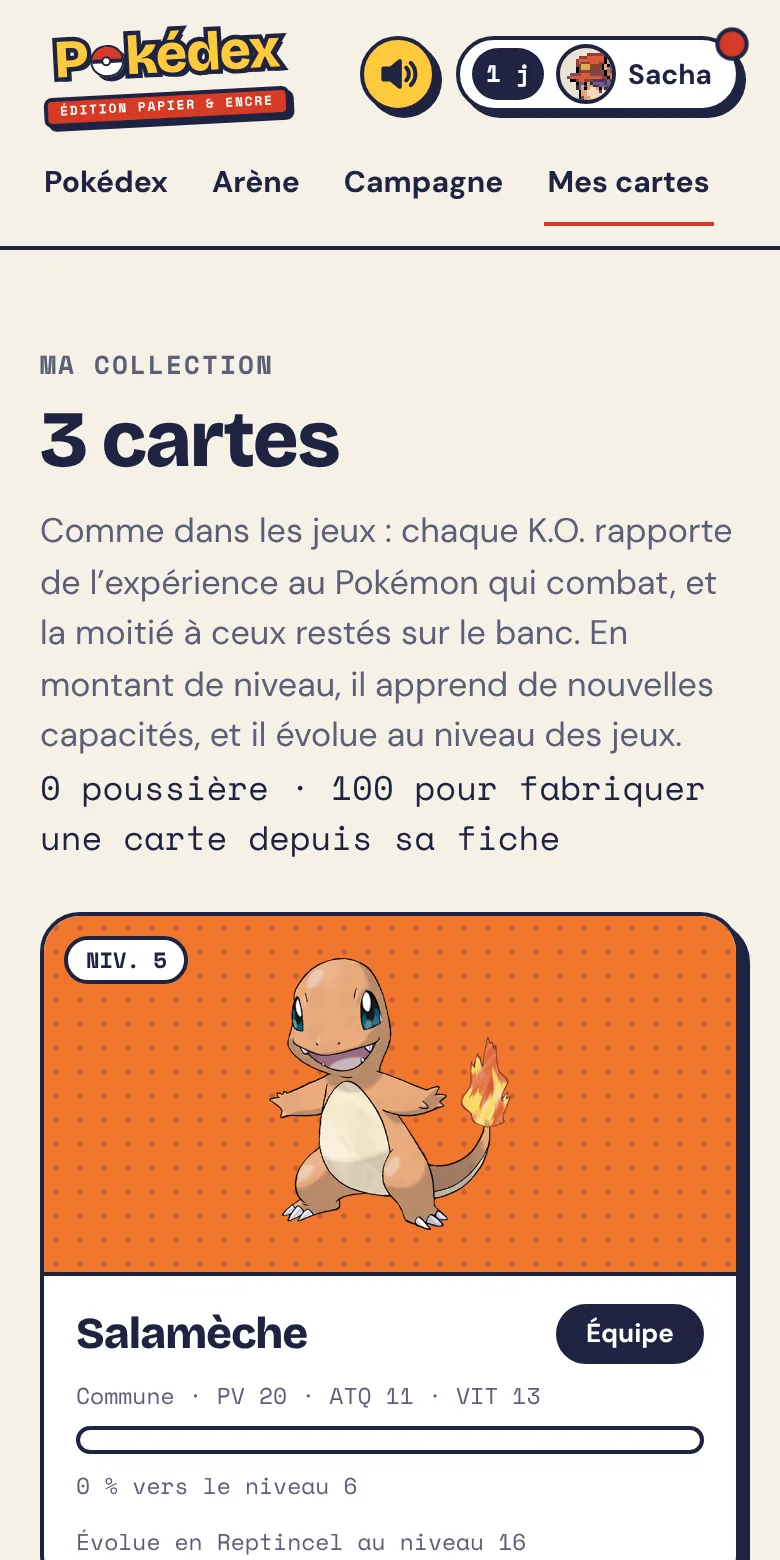 Pokédex
ÉDITION PAPIER & ENCRE
1 j
Sacha
Pokédex Arène Campagne Mes cartes
MA COLLECTION
3 cartes
Comme dans les jeux : chaque K.O. rapporte
de l’expérience au Pokémon qui combat, et
la moitié à ceux restés sur le banc. En
montant de niveau, il apprend de nouvelles
capacités, et il évolue au niveau des jeux.
0 poussière · 100 pour fabriquer
une carte depuis sa fiche
NIV. 5
Salamèche
Équipe
Commune · PV 20 · ATQ 11 · VIT 13
0 % vers le niveau 6
Évolue en Reptincel au niveau 16